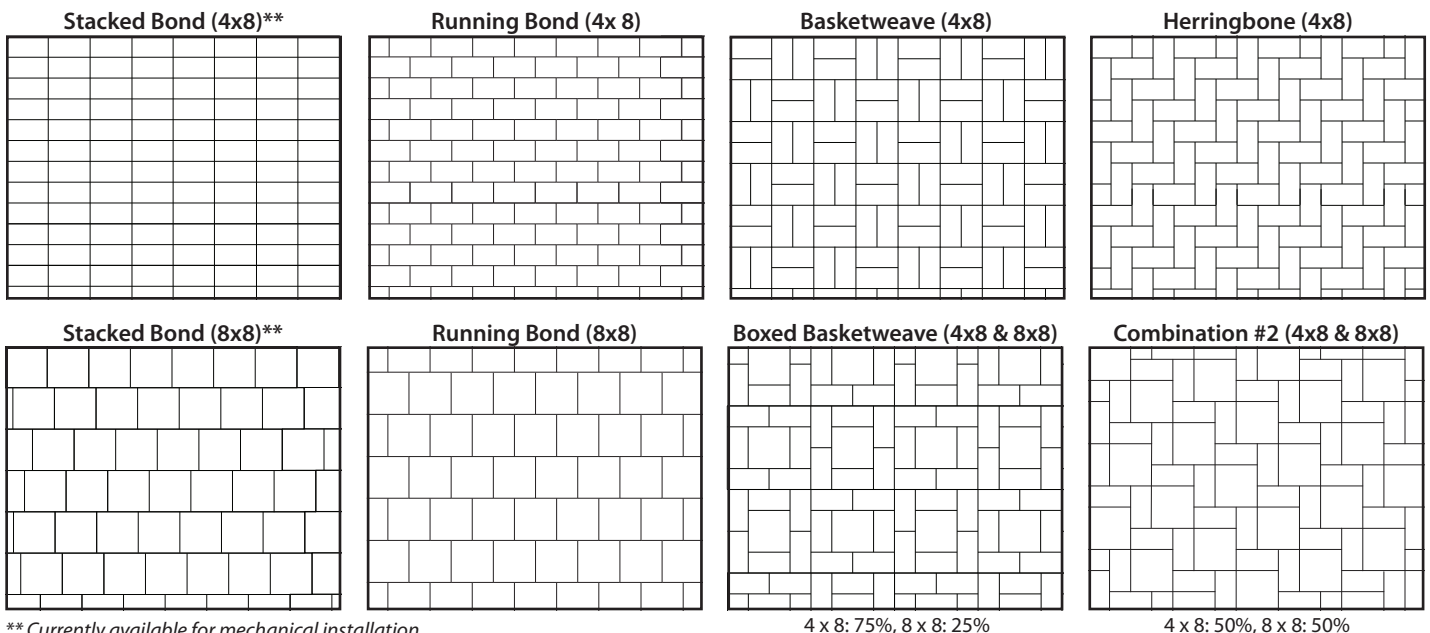 Stacked Bond (4x8)**
Running Bond (4x 8)
Basketweave (4x8)
Herringbone (4x8)
Stacked Bond (8x8)**
Running Bond (8x8)
Boxed Basketweave (4x8 & 8x8)
Combination #2 (4x8 & 8x8)
4 x 8: 75%, 8 x 8: 25%
4 x 8: 50%, 8 x 8: 50%
** Currently available for mechanical installation